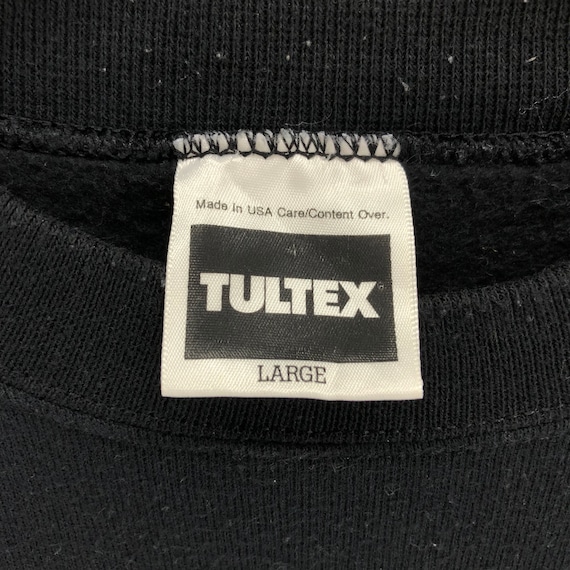 Made In USA Care/Content Over.
TULTEX
LARGE